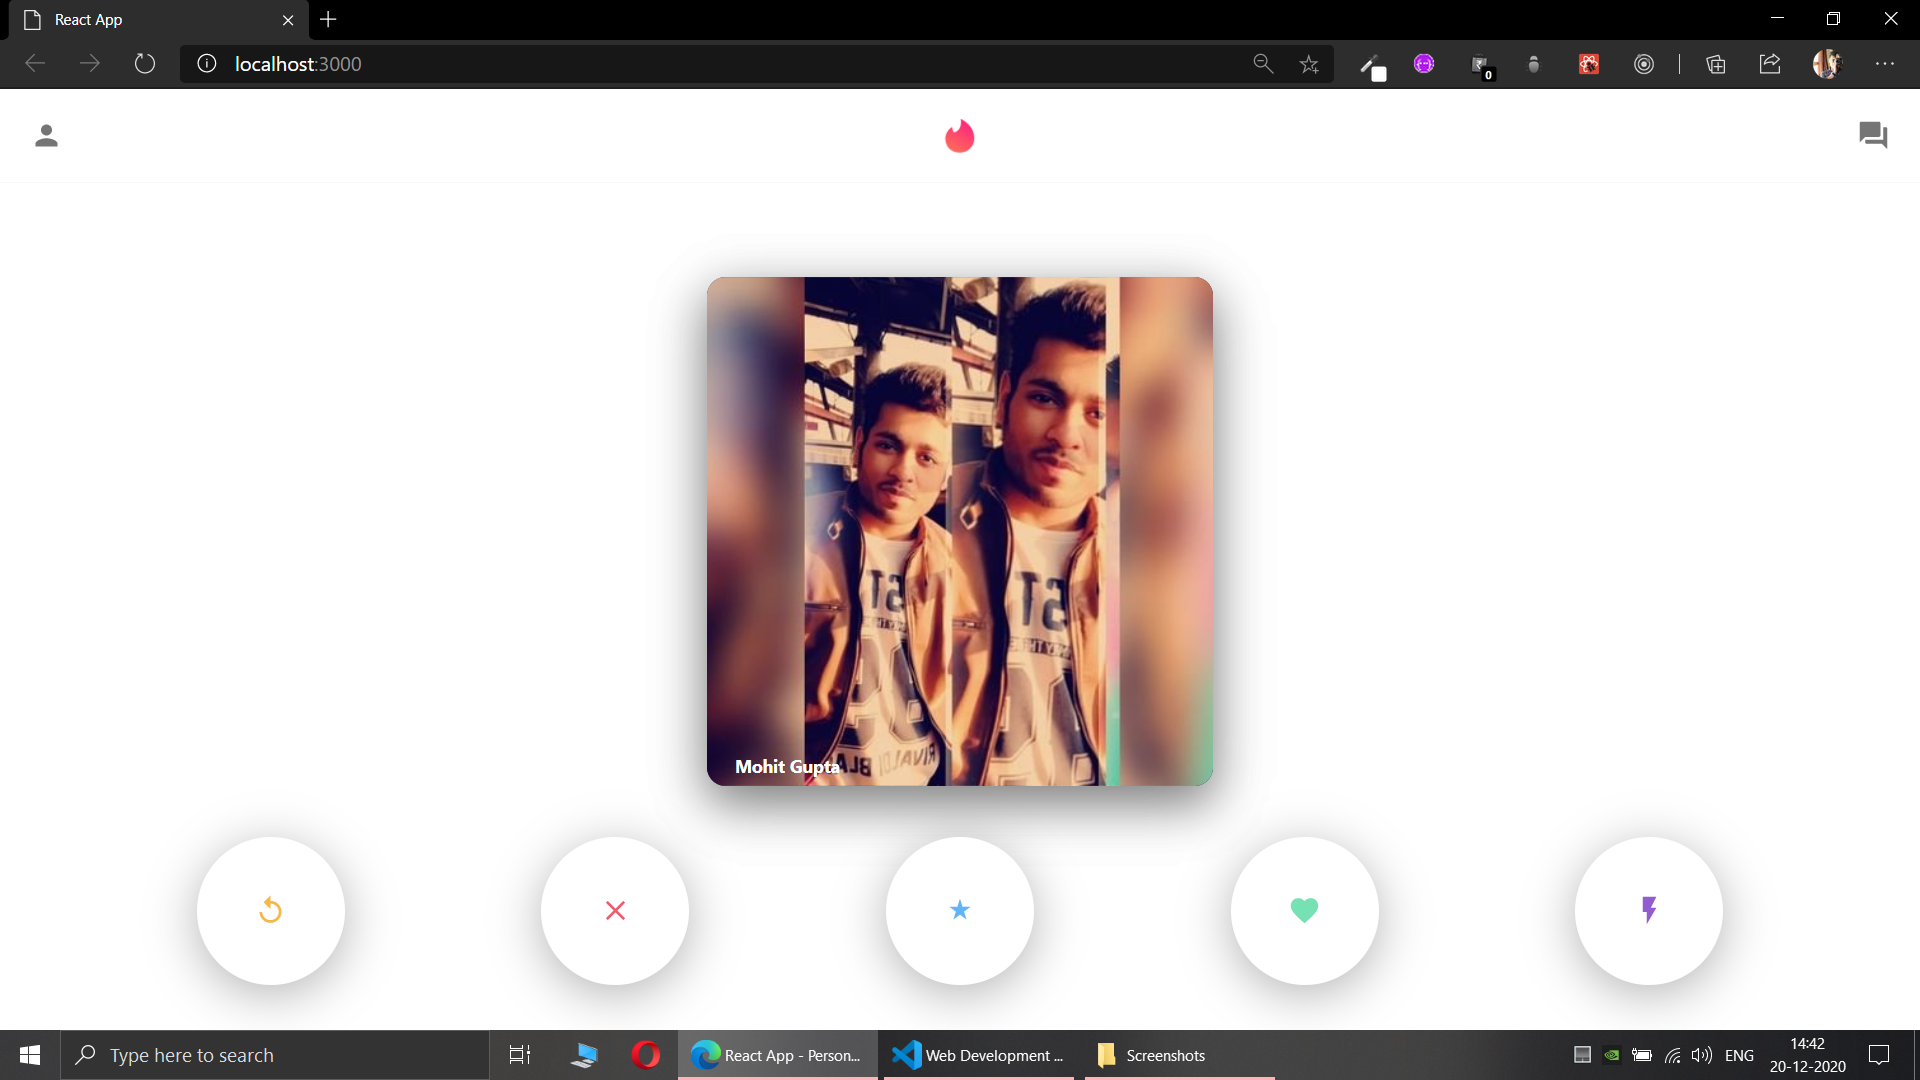 React App
localhost:3000
0
Mohit Gupta
Type here to search
React App - Person...
Web Development ...
Screenshots
ENG
14:42
20-12-2020